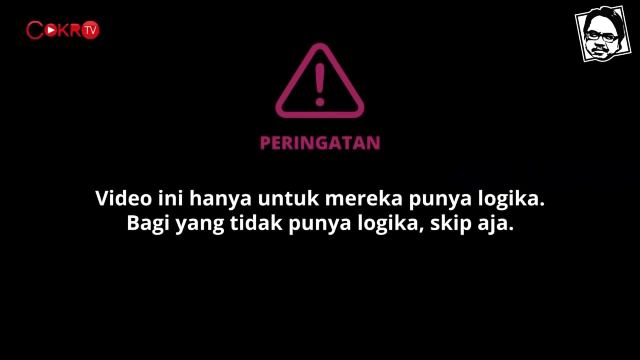 COKRO TV
PERINGATAN
Video ini hanya untuk mereka punya logika.
Bagi yang tidak punya logika, skip aja.